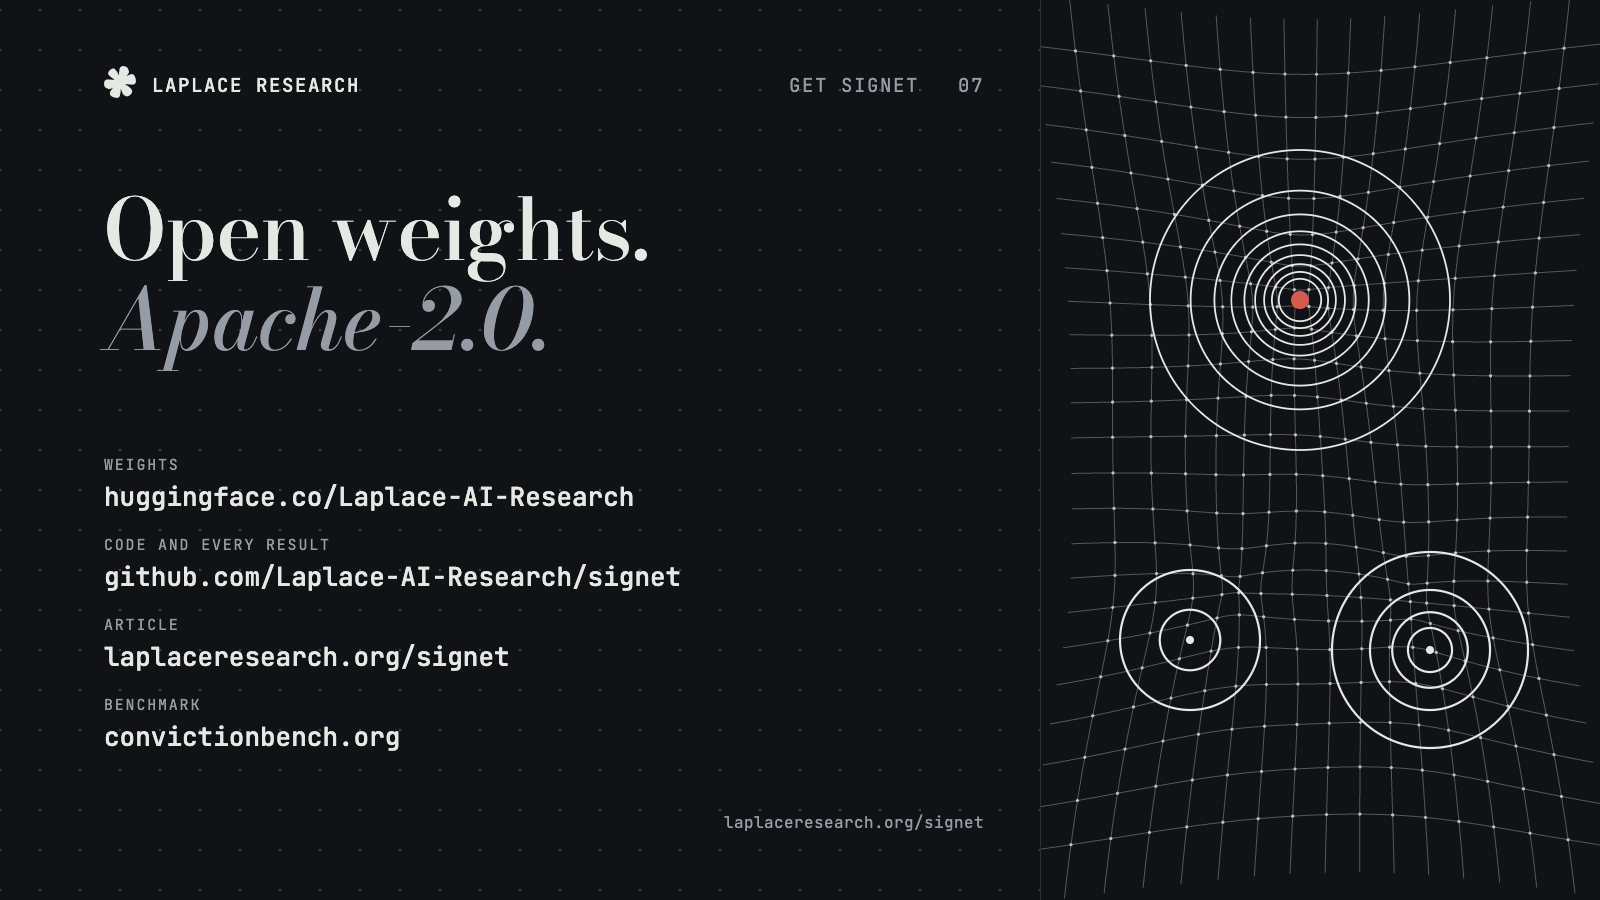 LAPLACE RESEARCH
GET SIGNET 07
Open weights.
Apache-2.0.
WEIGHTS
huggingface.co/Laplace-AI-Research
CODE AND EVERY RESULT
github.com/Laplace-AI-Research/signet
ARTICLE
laplaceresearch.org/signet
BENCHMARK
convictionbench.org
laplaceresearch.org/signet